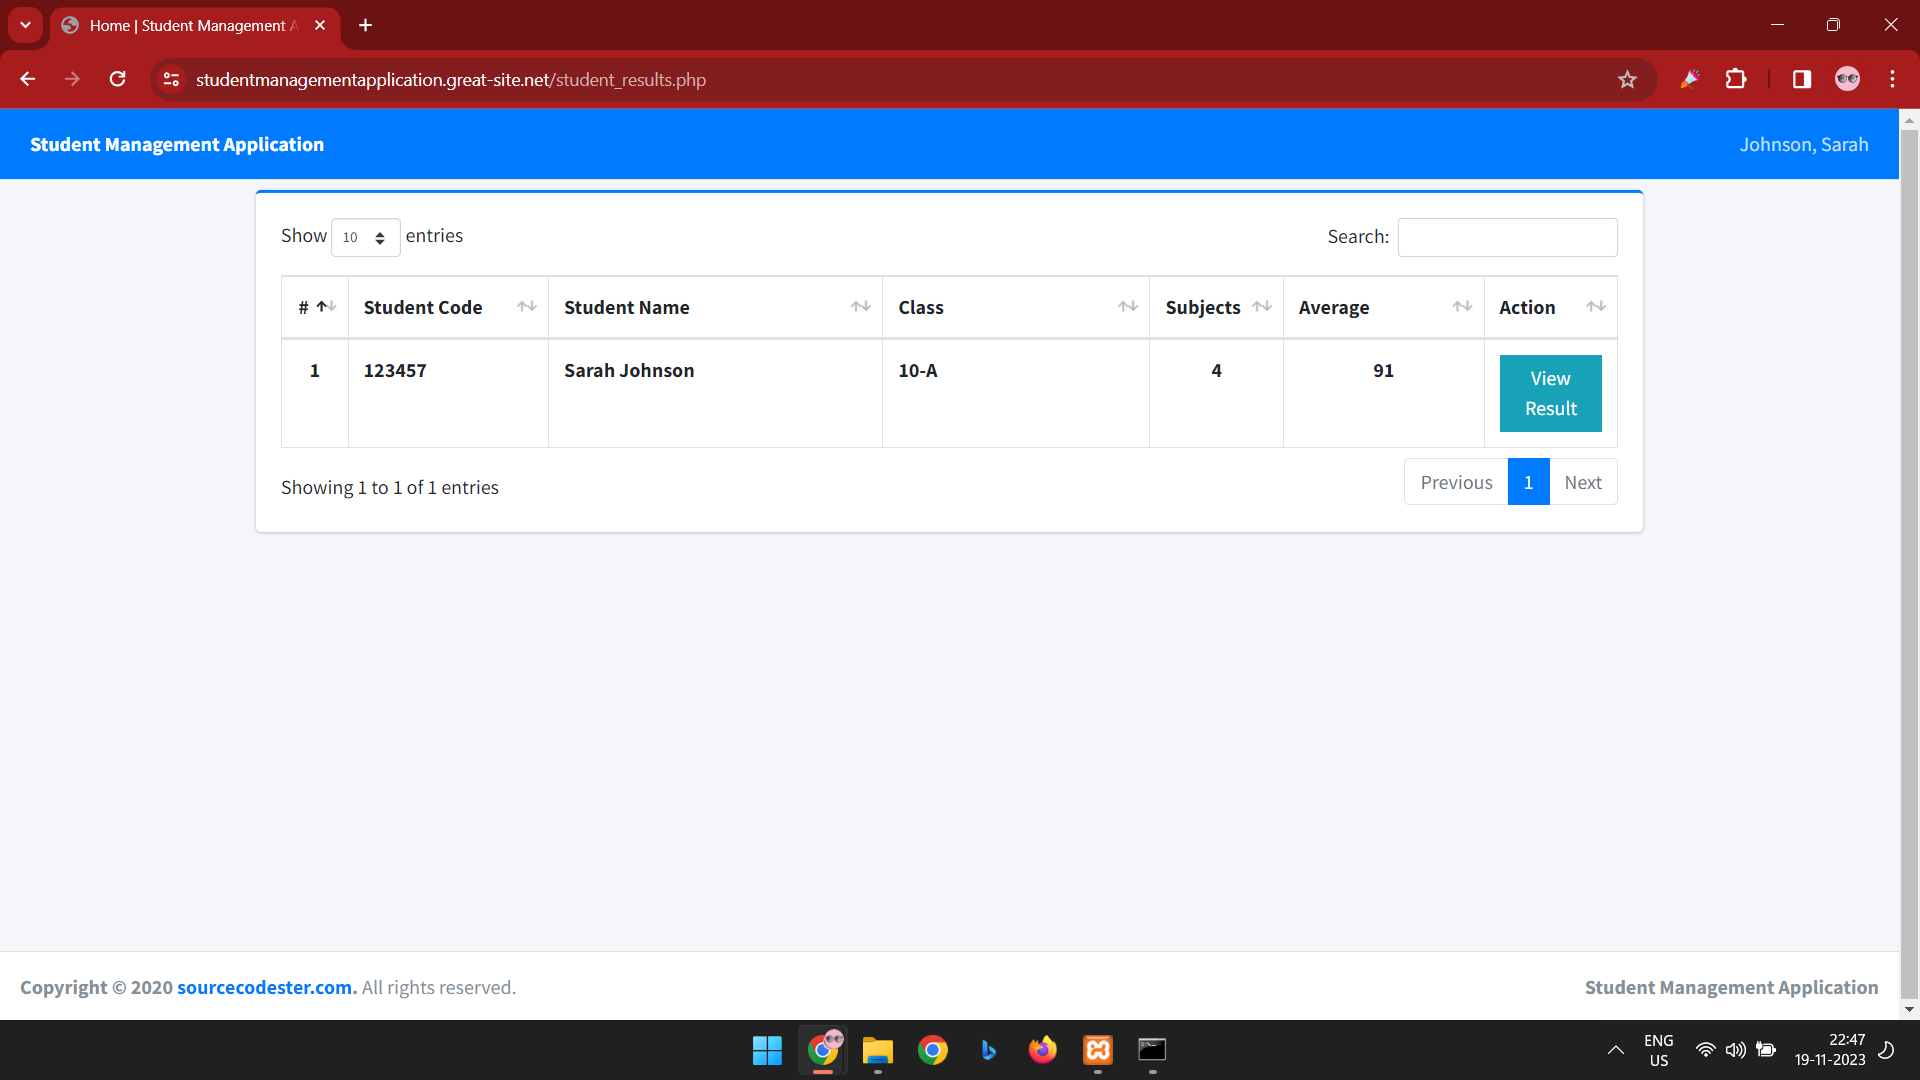 Home | Student Management A
studentmanagementapplication.great-site.net/student_results.php
Student Management Application
Johnson, Sarah
Show 10 entries
Search:
# Student Code Student Name Class Subjects Average Action
1 123457 Sarah Johnson 10-A 4 91 View
Result
Showing 1 to 1 of 1 entries
Previous 1 Next
Copyright © 2020 sourcecodester.com. All rights reserved.
Student Management Application
ENG
US
22:47
19-11-2023